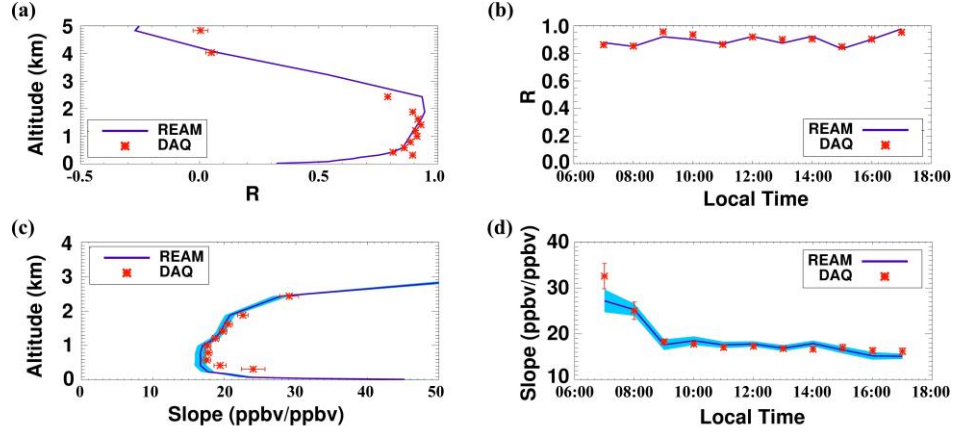 (a)
5
4
3
2
1
0
Altitude (km)
REAM
DAQ
-0.5 0.0 0.5 1.0
R
(b)
1.0
0.8
0.6
0.4
0.2
0.0
R
REAM
DAQ
06:00 08:00 10:00 12:00 14:00 16:00 18:00
Local Time
(c)
4
3
2
1
0
Altitude (km)
REAM
DAQ
0 10 20 30 40 50
Slope (ppbv/ppbv)
(d)
40
30
20
10
Slope (ppbv/ppbv)
REAM
DAQ
06:00 08:00 10:00 12:00 14:00 16:00 18:00
Local Time